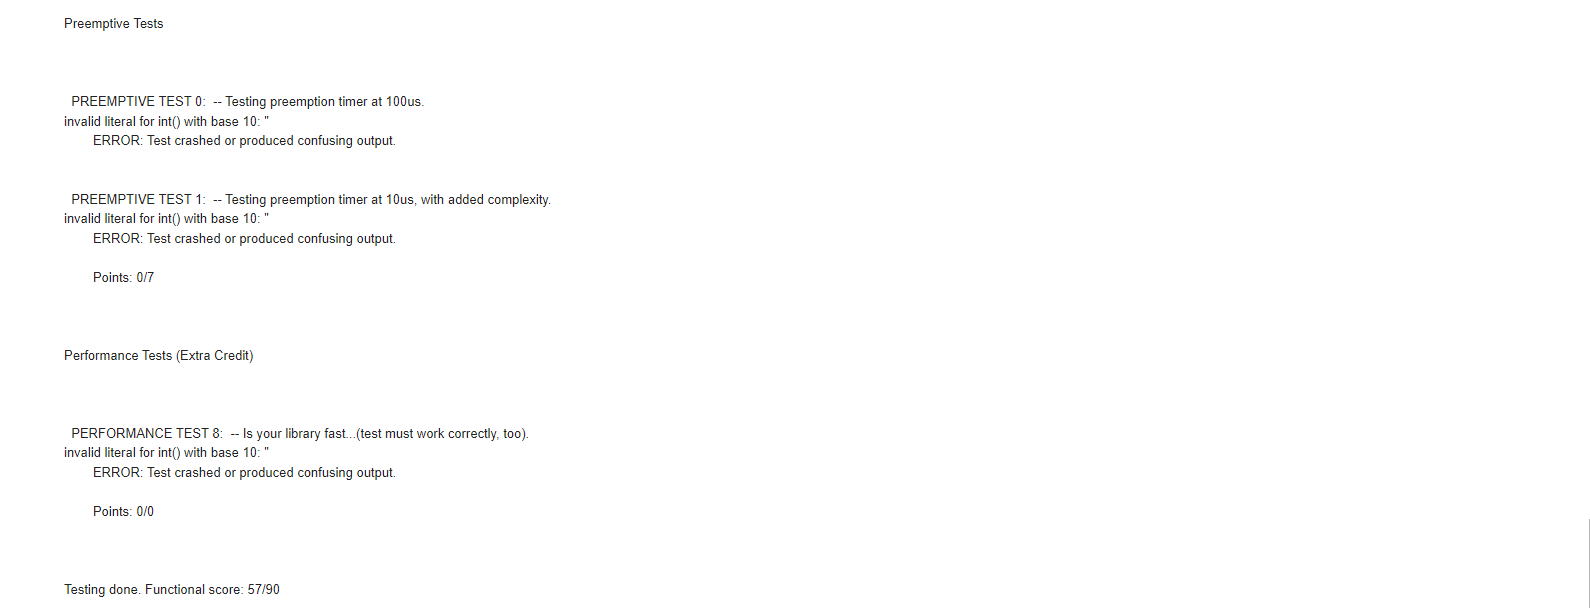 Preemptive Tests
PREEMPTIVE TEST 0:  -- Testing preemption timer at 100us.
invalid literal for int() with base 10: ''
ERROR: Test crashed or produced confusing output.
PREEMPTIVE TEST 1:  -- Testing preemption timer at 10us, with added complexity.
invalid literal for int() with base 10: ''
ERROR: Test crashed or produced confusing output.
Points: 0/7
Performance Tests (Extra Credit)
PERFORMANCE TEST 8:  -- Is your library fast...(test must work correctly, too).
invalid literal for int() with base 10: ''
ERROR: Test crashed or produced confusing output.
Points: 0/0
Testing done. Functional score: 57/90